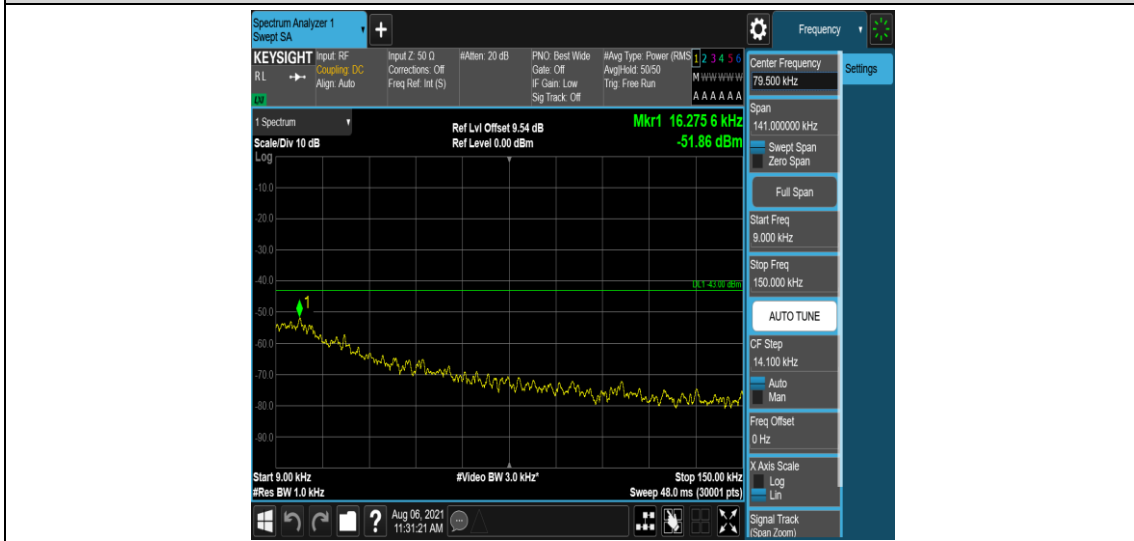 Spectrum Analyzer 1
Swept SA
+
Frequency
KEYSIGHT
R L
LXI
Input: RF
Coupling: DC
Align: Auto
Input Z: 50 Ω
Corrections: Off
Freq Ref: Int (S)
#Atten: 20 dB
PNO: Best Wide
Gate: Off
IF Gain: Low
Sig Track: Off
#Avg Type: Power (RMS
Avg|Hold: 50/50
Trig: Free Run
1 2 3 4 5 6
M W W W W W
A A A A A A
1 Spectrum
Scale/Div 10 dB
Log
Ref Lvl Offset 9.54 dB
Ref Level 0.00 dBm
Mkr1 16.275 6 kHz
-51.86 dBm
-10.0
-20.0
-30.0
-40.0
DL1 -43.00 dBm
-50.0
1
-60.0
-70.0
-80.0
-90.0
Start 9.00 kHz
#Video BW 3.0 kHz*
Stop 150.00 kHz
#Res BW 1.0 kHz
Sweep 48.0 ms (30001 pts)
Center Frequency
79.500 kHz
Settings
Span
141.000000 kHz
Swept Span
Zero Span
Full Span
Start Freq
9.000 kHz
Stop Freq
150.000 kHz
AUTO TUNE
CF Step
14.100 kHz
Auto
Man
Freq Offset
0 Hz
X Axis Scale
Log
Lin
Signal Track
(Span Zoom)
?
Aug 06, 2021
11:31:21 AM